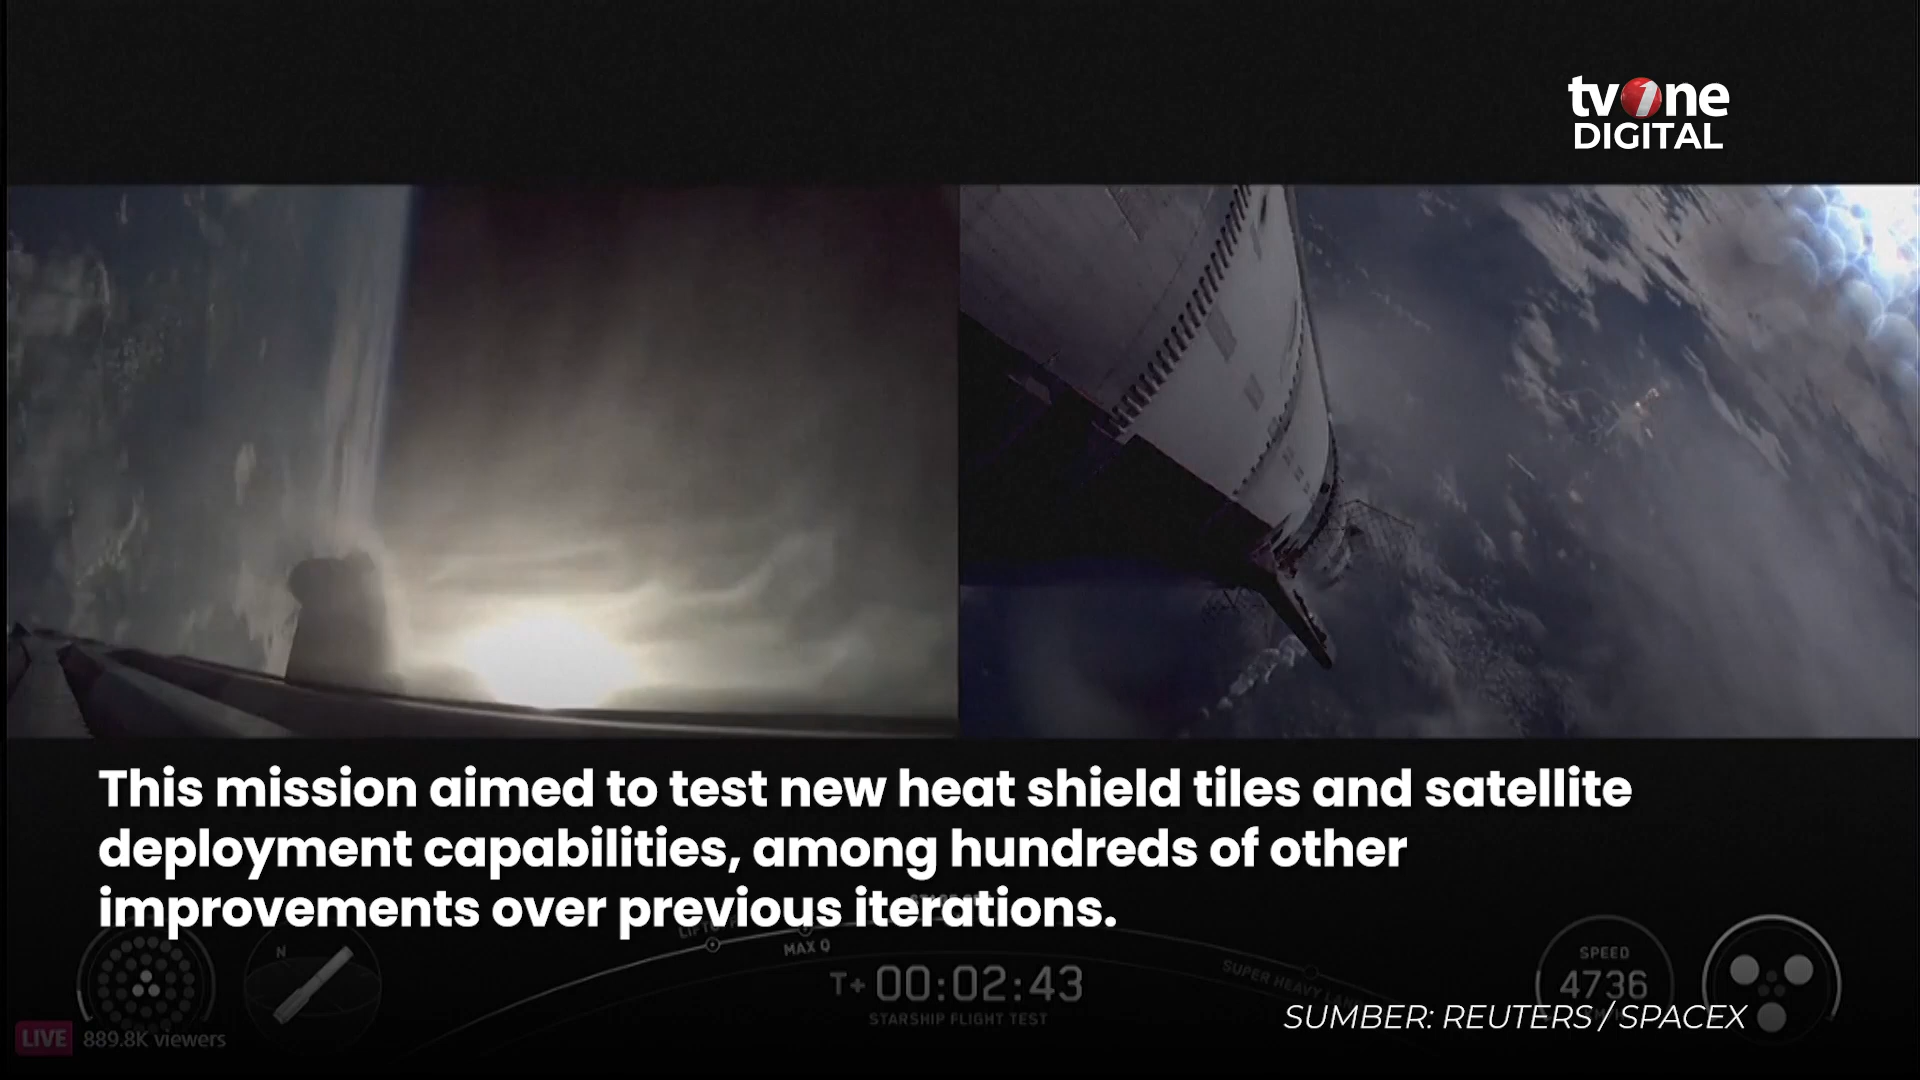 tvOne
DIGITAL
This mission aimed to test new heat shield tiles and satellite
deployment capabilities, among hundreds of other
improvements over previous iterations.
MAX Q
N
T+00:02:43
STARSHIP FLIGHT TEST
SUPER HEAVY
SPEED
4736
SUMBER: REUTERS / SPACEX
LIVE 889.8K viewers